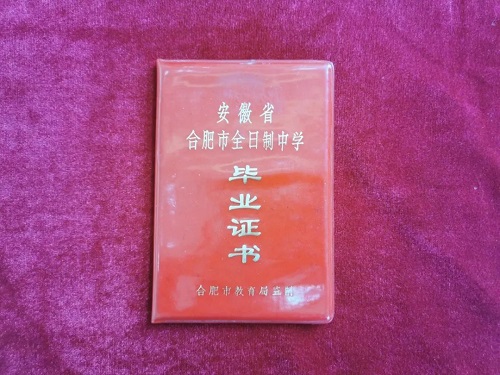 安徽省
合肥市全日制中学
毕业证书
合肥市教育局监制